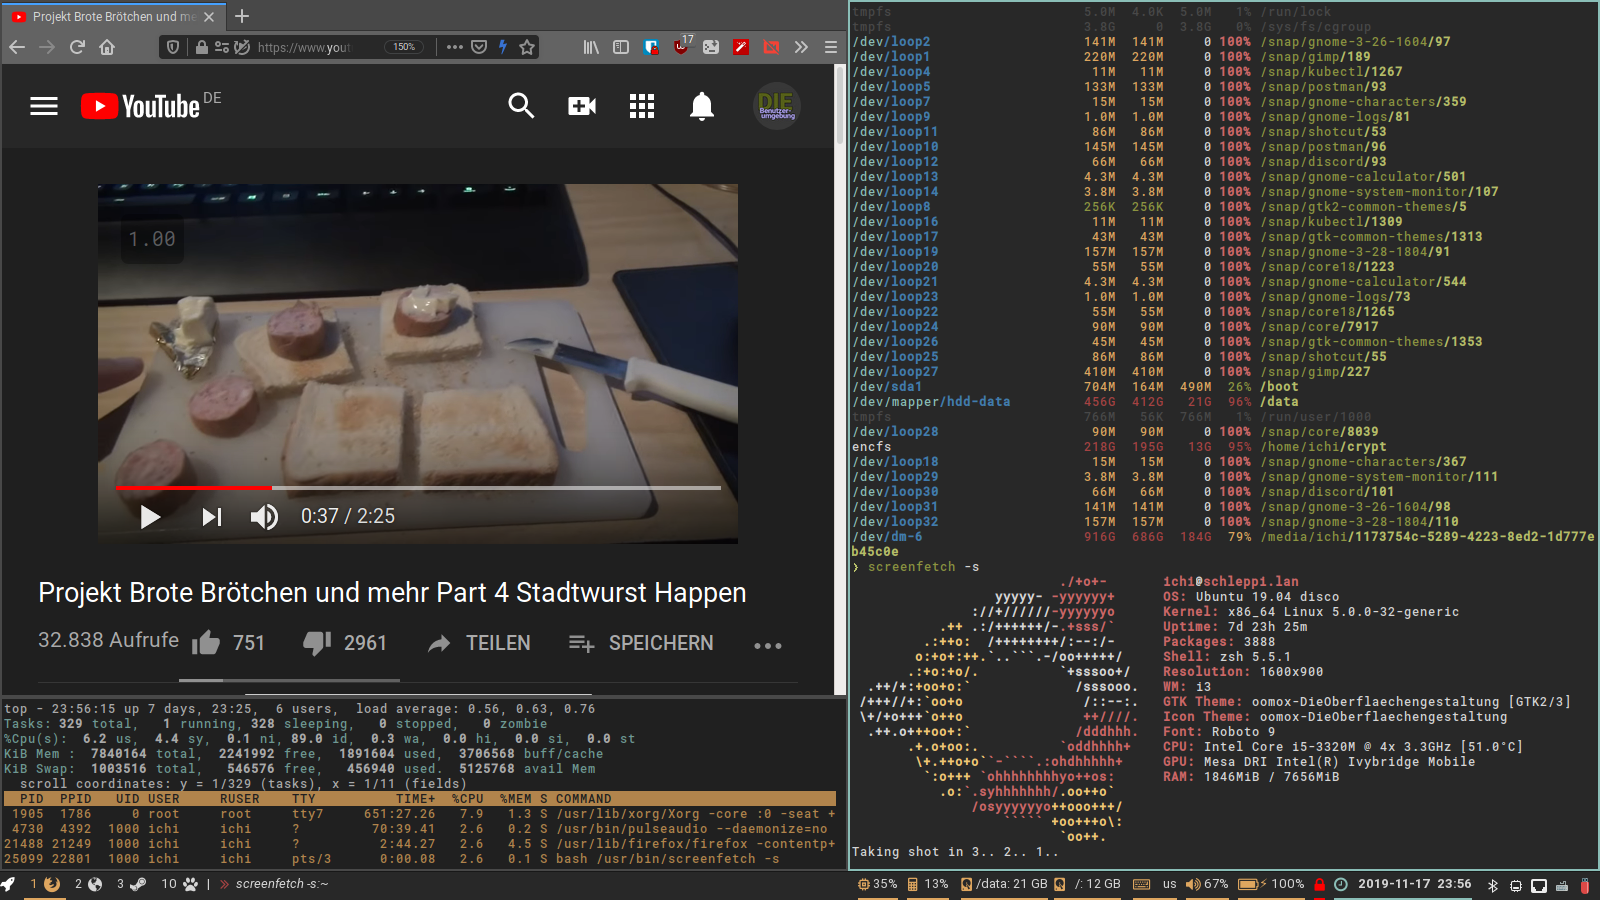 Projekt Brote Brötchen und me
https://www.yout
150%
17
YouTube DE
DIE
Benutzer-
umgebung
1.00
0:37 / 2:25
Projekt Brote Brötchen und mehr Part 4 Stadtwurst Happen
32.838 Aufrufe 751 2961 TEILEN SPEICHERN
top - 23:56:15 up 7 days, 23:25,  6 users,  load average: 0.56, 0.63, 0.76
Tasks: 329 total,   1 running, 328 sleeping,   0 stopped,   0 zombie
%Cpu(s):  6.2 us,  4.4 sy,  0.1 ni, 89.0 id,  0.3 wa,  0.0 hi,  0.0 si,  0.0 st
KiB Mem :  7840164 total,  2241992 free,  1891604 used,  3706568 buff/cache
KiB Swap:  1003516 total,   546576 free,   456940 used.  5125768 avail Mem
scroll coordinates: y = 1/329 (tasks), x = 1/11 (fields)
PID  PPID   UID USER     RUSER    TTY          TIME+  %CPU  %MEM S COMMAND
1905  1786     0 root     root     tty7      651:27.26   7.9   1.3 S /usr/lib/xorg/Xorg -core :0 -seat +
4730  4392  1000 ichi     ichi     ?          70:39.41   2.6   0.2 S /usr/bin/pulseaudio --daemonize=no
21488 21249  1000 ichi     ichi     ?           2:44.27   2.6   4.5 S /usr/lib/firefox/firefox -contentp+
25099 22801  1000 ichi     ichi     pts/3       0:00.08   2.6   0.1 S bash /usr/bin/screenfetch -s
tmpfs 5.0M 4.0K 5.0M 1% /run/lock
tmpfs 3.8G 0 3.8G 0% /sys/fs/cgroup
/dev/loop2 141M 141M 0 100% /snap/gnome-3-26-1604/97
/dev/loop1 220M 220M 0 100% /snap/gimp/189
/dev/loop4 11M 11M 0 100% /snap/kubectl/1267
/dev/loop5 133M 133M 0 100% /snap/postman/93
/dev/loop7 15M 15M 0 100% /snap/gnome-characters/359
/dev/loop9 1.0M 1.0M 0 100% /snap/gnome-logs/81
/dev/loop11 86M 86M 0 100% /snap/shotcut/53
/dev/loop10 145M 145M 0 100% /snap/postman/96
/dev/loop12 66M 66M 0 100% /snap/discord/93
/dev/loop13 4.3M 4.3M 0 100% /snap/gnome-calculator/501
/dev/loop14 3.8M 3.8M 0 100% /snap/gnome-system-monitor/107
/dev/loop8 256K 256K 0 100% /snap/gtk2-common-themes/5
/dev/loop16 11M 11M 0 100% /snap/kubectl/1309
/dev/loop17 43M 43M 0 100% /snap/gtk-common-themes/1313
/dev/loop19 157M 157M 0 100% /snap/gnome-3-28-1804/91
/dev/loop20 55M 55M 0 100% /snap/core18/1223
/dev/loop21 4.3M 4.3M 0 100% /snap/gnome-calculator/544
/dev/loop23 1.0M 1.0M 0 100% /snap/gnome-logs/73
/dev/loop22 55M 55M 0 100% /snap/core18/1265
/dev/loop24 90M 90M 0 100% /snap/core/7917
/dev/loop26 45M 45M 0 100% /snap/gtk-common-themes/1353
/dev/loop25 86M 86M 0 100% /snap/shotcut/55
/dev/loop27 410M 410M 0 100% /snap/gimp/227
/dev/sda1 704M 164M 490M 26% /boot
/dev/mapper/hdd-data 456G 412G 21G 96% /data
tmpfs 766M 56K 766M 1% /run/user/1000
/dev/loop28 90M 90M 0 100% /snap/core/8039
encfs 218G 195G 13G 95% /home/ichi/crypt
/dev/loop18 15M 15M 0 100% /snap/gnome-characters/367
/dev/loop29 3.8M 3.8M 0 100% /snap/gnome-system-monitor/111
/dev/loop30 66M 66M 0 100% /snap/discord/101
/dev/loop31 141M 141M 0 100% /snap/gnome-3-26-1604/98
/dev/loop32 157M 157M 0 100% /snap/gnome-3-28-1804/110
/dev/dm-6 916G 686G 184G 79% /media/ichi/1173754c-5289-4223-8ed2-1d777e
b45c0e
❯ screenfetch -s
./+o+-       ichi@schleppi.lan
yyyyy- -yyyyyy+      OS: Ubuntu 19.04 disco
://+//////-yyyyyyo      Kernel: x86_64 Linux 5.0.0-32-generic
.++ .:/++++++/-.+sss/`      Uptime: 7d 23h 25m
.:++o:  /++++++++/:--:/-      Packages: 3888
o:+o+:++.`..```.-/oo+++++/      Shell: zsh 5.5.1
.:+o:+o/.          `+sssoo+/      Resolution: 1600x900
.++/+:+oo+o:`             /sssooo.      WM: i3
/+++//+:`oo+o               /::--:.      GTK Theme: oomox-DieOberflaechengestaltung [GTK2/3]
\+/+o+++`o++o               ++////.      Icon Theme: oomox-DieOberflaechengestaltung
.++.o+++oo+:`             /dddhhh.      Font: Roboto 9
.+.o+oo:.          `oddhhhh+      CPU: Intel Core i5-3320M @ 4x 3.3GHz [51.0°C]
\+.++o+o``-````.:ohdhhhhh+      GPU: Mesa DRI Intel(R) Ivybridge Mobile
`:o+++ `ohhhhhhhhyo++os:      RAM: 1846MiB / 7656MiB
.o:`.syhhhhhhh/.oo++o`
/osyyyyyyo++ooo+++/
````` +oo+++o\:
`oo++.
Taking shot in 3.. 2.. 1..
1 2 3 10 | screenfetch -s:~
35% 13% /data: 21 GB /: 12 GB us 67% 100% 2019-11-17 23:56